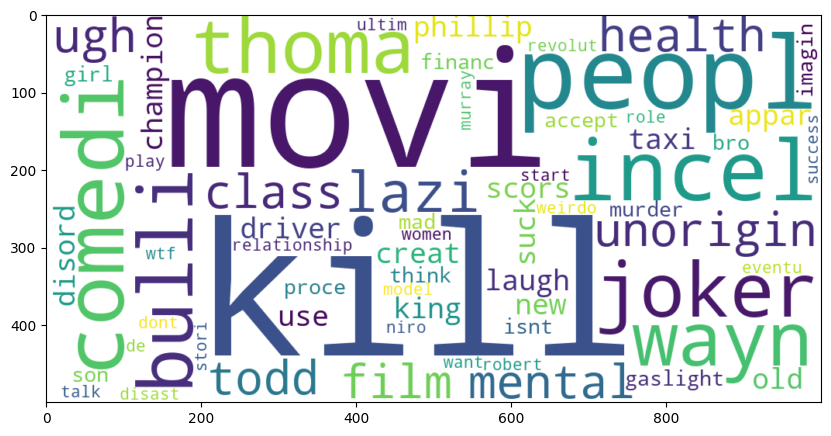 0
ultim
phillip
ugh
thoma
health
revolut
financ
girl
champion
movi
murray
peopl
imagin
comedi
accept
role
appar
taxi
bro
success
play
200
bulli
class
lazi
scors
start
incel
disord
driver
mad
women
suck
weirdo
murder
unorigin
wtf
relationship
creat
kill
think
laugh
eventu
proce
model
joker
use
king
new
niro
isnt
dont
de
stori
wayn
son
talk
disast
todd
film
want
robert
mental
gaslight
old
100
300
400
0 200 400 600 800